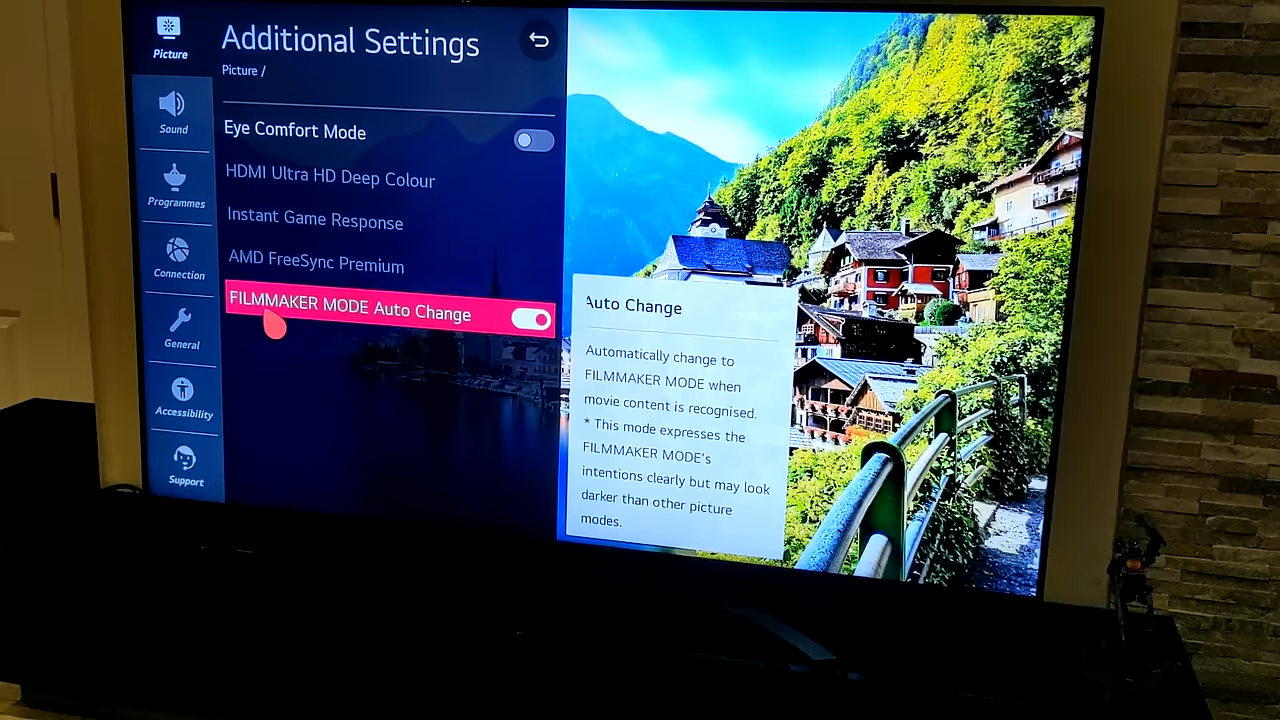 Picture
Sound
Programmes
Connection
General
Accessibility
Support
Additional Settings
Picture /
Eye Comfort Mode
HDMI Ultra HD Deep Colour
Instant Game Response
AMD FreeSync Premium
FILMMAKER MODE Auto Change
Auto Change
Automatically change to
FILMMAKER MODE when
movie content is recognised.
* This mode expresses the
FILMMAKER MODE's
intentions clearly but may look
darker than other picture
modes.